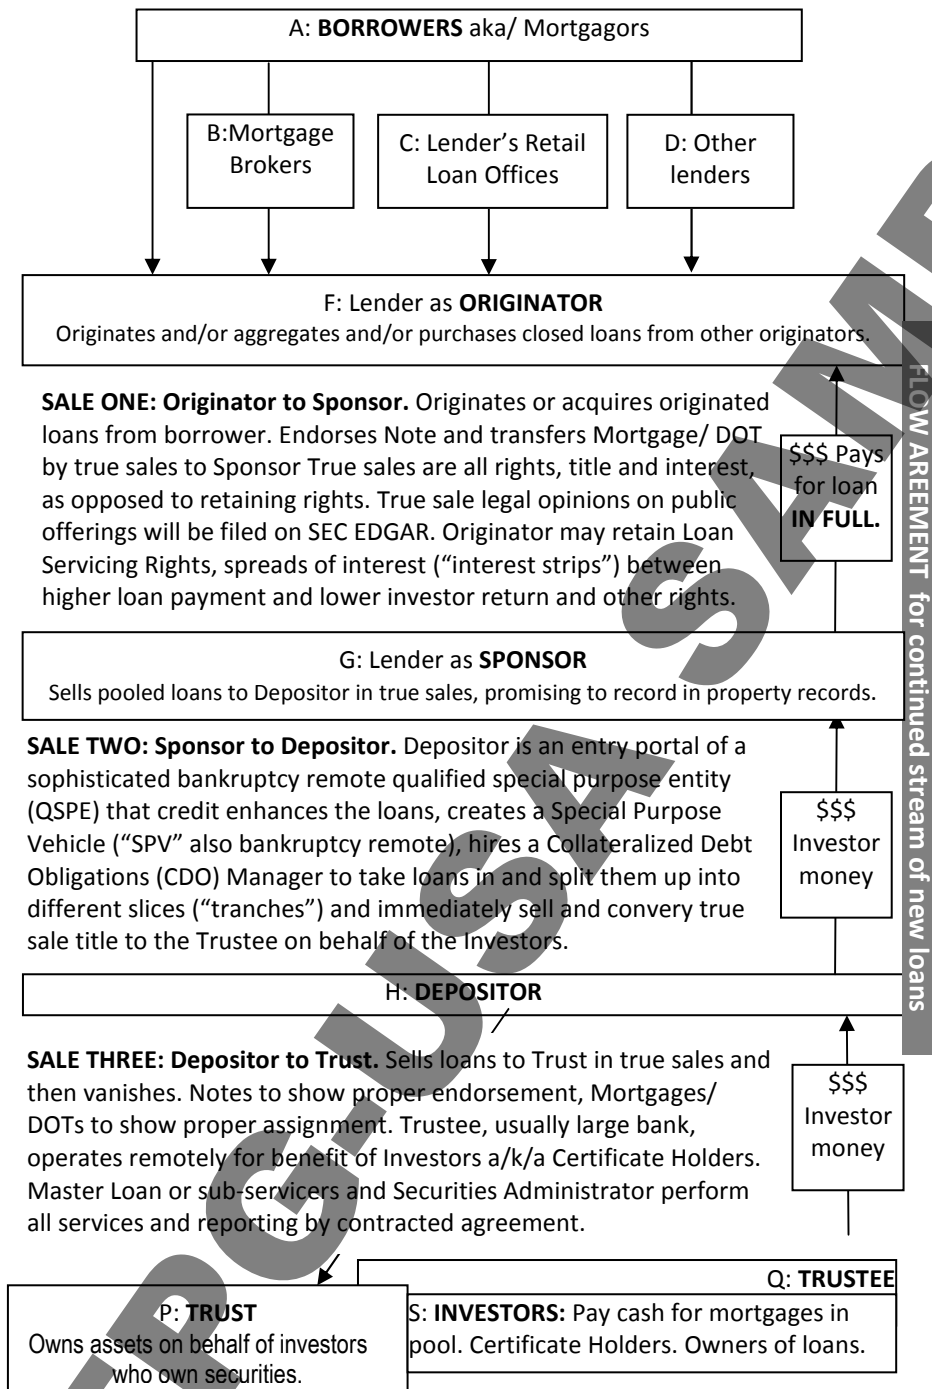 A: BORROWERS aka/ Mortgagors
B:Mortgage
Brokers
C: Lender's Retail
Loan Offices
D: Other
lenders
F: Lender as ORIGINATOR
Originates and/or aggregates and/or purchases closed loans from other originators.
SALE ONE: Originator to Sponsor. Originates or acquires originated
loans from borrower. Endorses Note and transfers Mortgage/ DOT
by true sales to Sponsor True sales are all rights, title and interest,
as opposed to retaining rights. True sale legal opinions on public
offerings will be filed on SEC EDGAR. Originator may retain Loan
Servicing Rights, spreads of interest ("interest strips") between
higher loan payment and lower investor return and other rights.
$$$ Pays
for loan
IN FULL.
FLOW AREEMENT for continued stream of new loans
G: Lender as SPONSOR
Sells pooled loans to Depositor in true sales, promising to record in property records.
SALE TWO: Sponsor to Depositor. Depositor is an entry portal of a
sophisticated bankruptcy remote qualified special purpose entity
(QSPE) that credit enhances the loans, creates a Special Purpose
Vehicle ("SPV" also bankruptcy remote), hires a Collateralized Debt
Obligations (CDO) Manager to take loans in and split them up into
different slices ("tranches") and immediately sell and convery true
sale title to the Trustee on behalf of the Investors.
$$$
Investor
money
H: DEPOSITOR
SALE THREE: Depositor to Trust. Sells loans to Trust in true sales and
then vanishes. Notes to show proper endorsement, Mortgages/
DOTs to show proper assignment. Trustee, usually large bank,
operates remotely for benefit of Investors a/k/a Certificate Holders.
Master Loan or sub-servicers and Securities Administrator perform
all services and reporting by contracted agreement.
$$$
Investor
money
Q: TRUSTEE
P: TRUST
Owns assets on behalf of investors
who own securities.
S: INVESTORS: Pay cash for mortgages in
pool. Certificate Holders. Owners of loans.